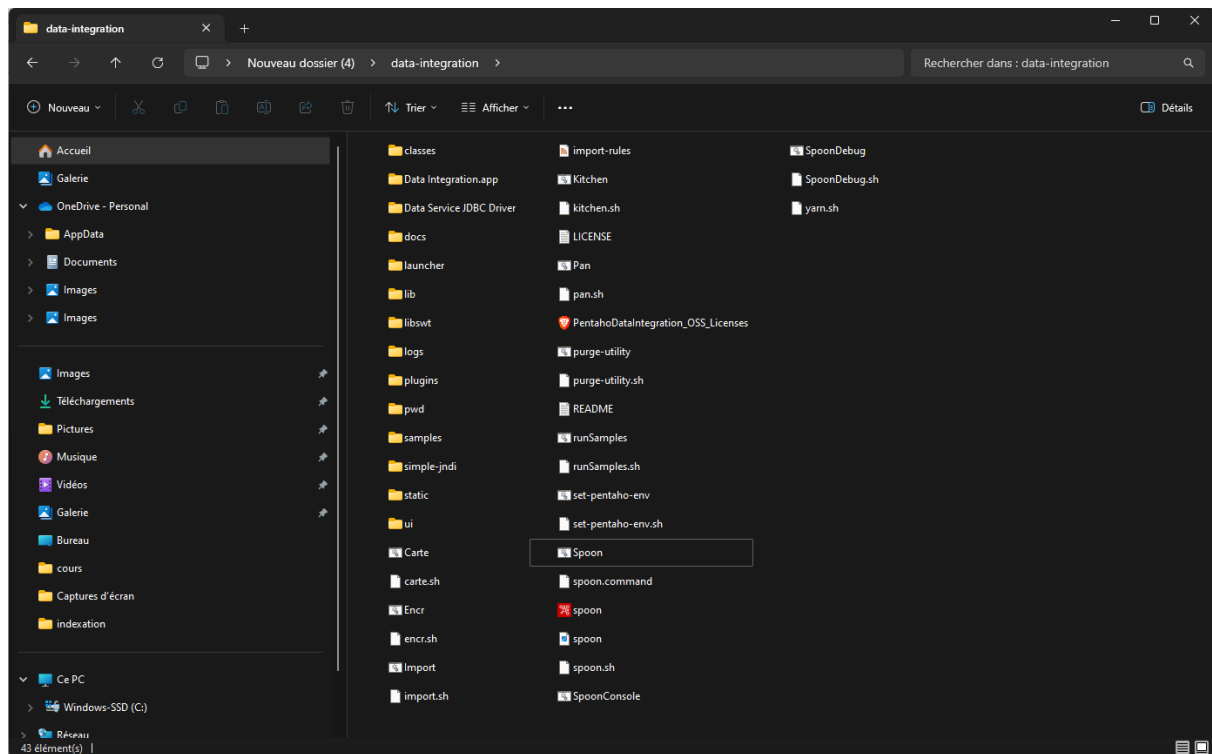 data-integration
Nouveau dossier (4) > data-integration >
Rechercher dans : data-integration
Nouveau
Trier
Afficher
Détails
Accueil
Galerie
OneDrive - Personal
AppData
Documents
Images
Images
Images
Téléchargements
Pictures
Musique
Vidéos
Galerie
Bureau
cours
Captures d'écran
indexation
Ce PC
Windows-SSD (C:)
Réseau
classes
Data Integration.app
Data Service JDBC Driver
docs
launcher
lib
libswt
logs
plugins
pwd
samples
simple-jndi
static
ui
Carte
carte.sh
Encr
encr.sh
Import
import.sh
import-rules
Kitchen
kitchen.sh
LICENSE
Pan
pan.sh
PentahoDataIntegration_OSS_Licenses
purge-utility
purge-utility.sh
README
runSamples
runSamples.sh
set-pentaho-env
set-pentaho-env.sh
Spoon
spoon.command
spoon
spoon
spoon.sh
SpoonConsole
SpoonDebug
SpoonDebug.sh
yarn.sh
43 élément(s)